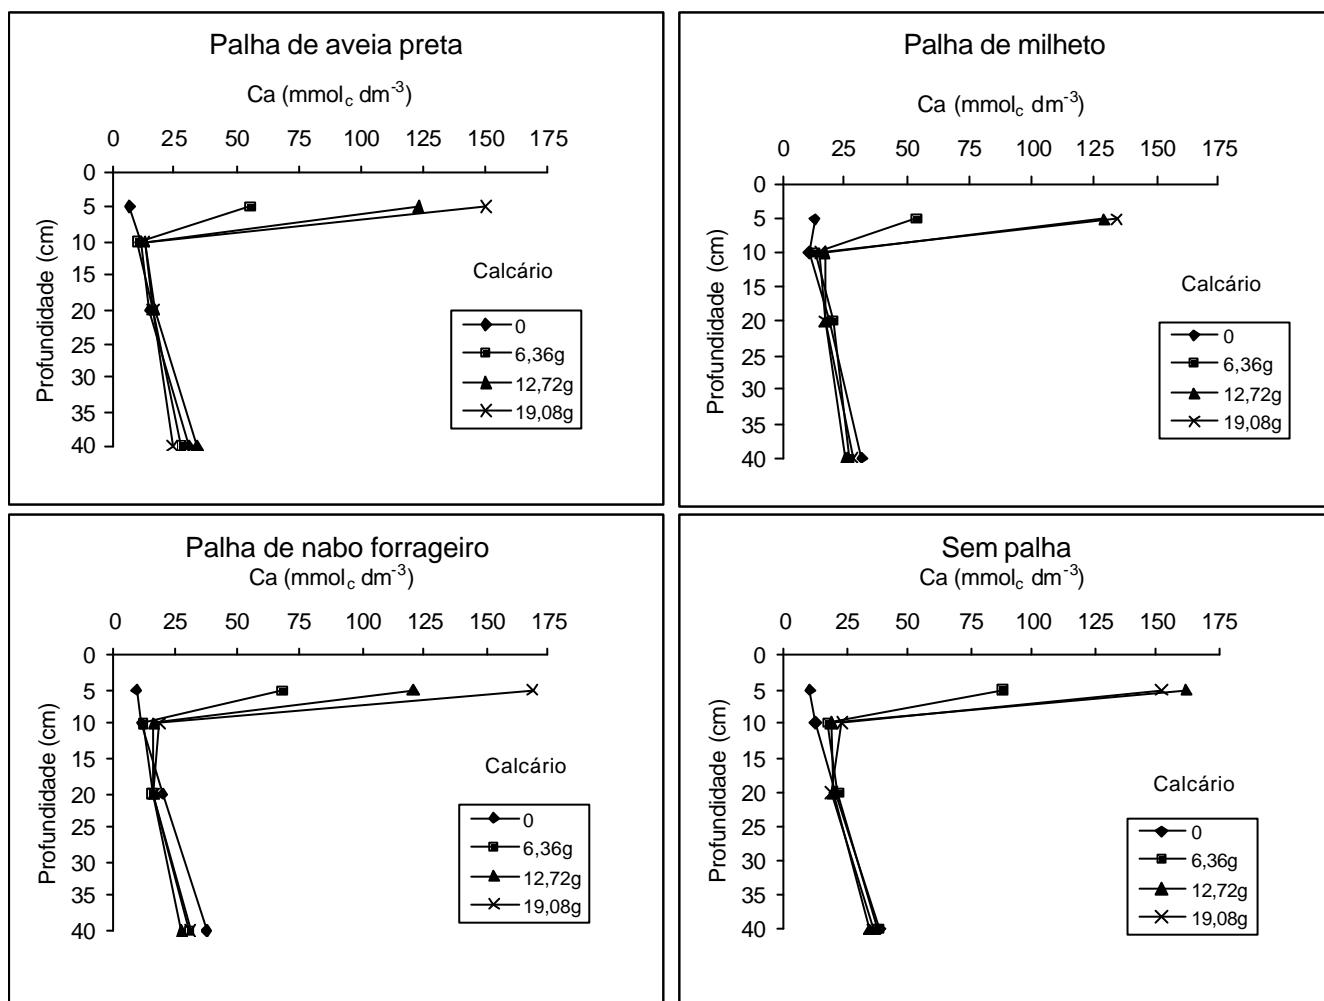 Palha de aveia preta
Ca (mmolc dm-3)
0 25 50 75 100 125 150 175
0
5
10
15
20
25
30
35
40
Profundidade (cm)
Calcário
0
6,36g
12,72g
19,08g
Palha de milheto
Ca (mmolc dm-3)
0 25 50 75 100 125 150 175
0
5
10
15
20
25
30
35
40
Profundidade (cm)
Calcário
0
6,36g
12,72g
19,08g
Palha de nabo forrageiro
Ca (mmolc dm-3)
0 25 50 75 100 125 150 175
0
5
10
15
20
25
30
35
40
Profundidade (cm)
Calcário
0
6,36g
12,72g
19,08g
Sem palha
Ca (mmolc dm-3)
0 25 50 75 100 125 150 175
0
5
10
15
20
25
30
35
40
Profundidade (cm)
Calcário
0
6,36g
12,72g
19,08g